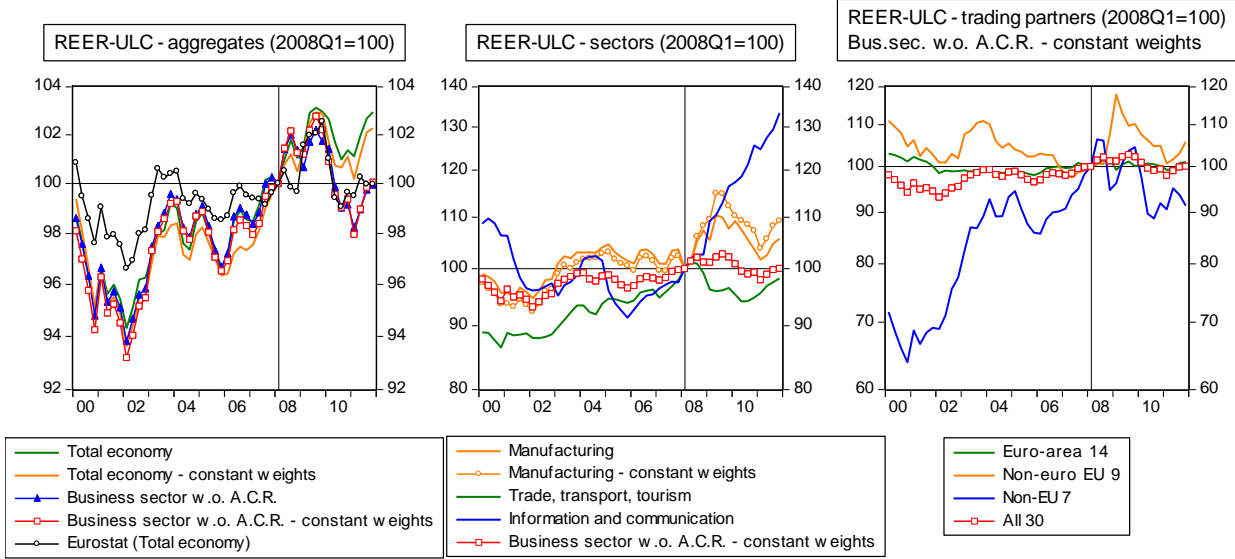 REER-ULC - aggregates (2008Q1=100)
REER-ULC - sectors (2008Q1=100)
REER-ULC - trading partners (2008Q1=100)
Bus.sec. w.o. A.C.R. - constant weights
104 104
102 102
100 100
98 98
96 96
94 94
92 92
00 02 04 06 08 10
140 140
130 130
120 120
110 110
100 100
90 90
80 80
00 02 04 06 08 10
120 120
110 110
100 100
90 90
80 80
70 70
60 60
00 02 04 06 08 10
Total economy
Total economy - constant weights
Business sector w.o. A.C.R.
Business sector w.o. A.C.R. - constant weights
Eurostat (Total economy)
Manufacturing
Manufacturing - constant weights
Trade, transport, tourism
Information and communication
Business sector w.o. A.C.R. - constant weights
Euro-area 14
Non-euro EU 9
Non-EU 7
All 30